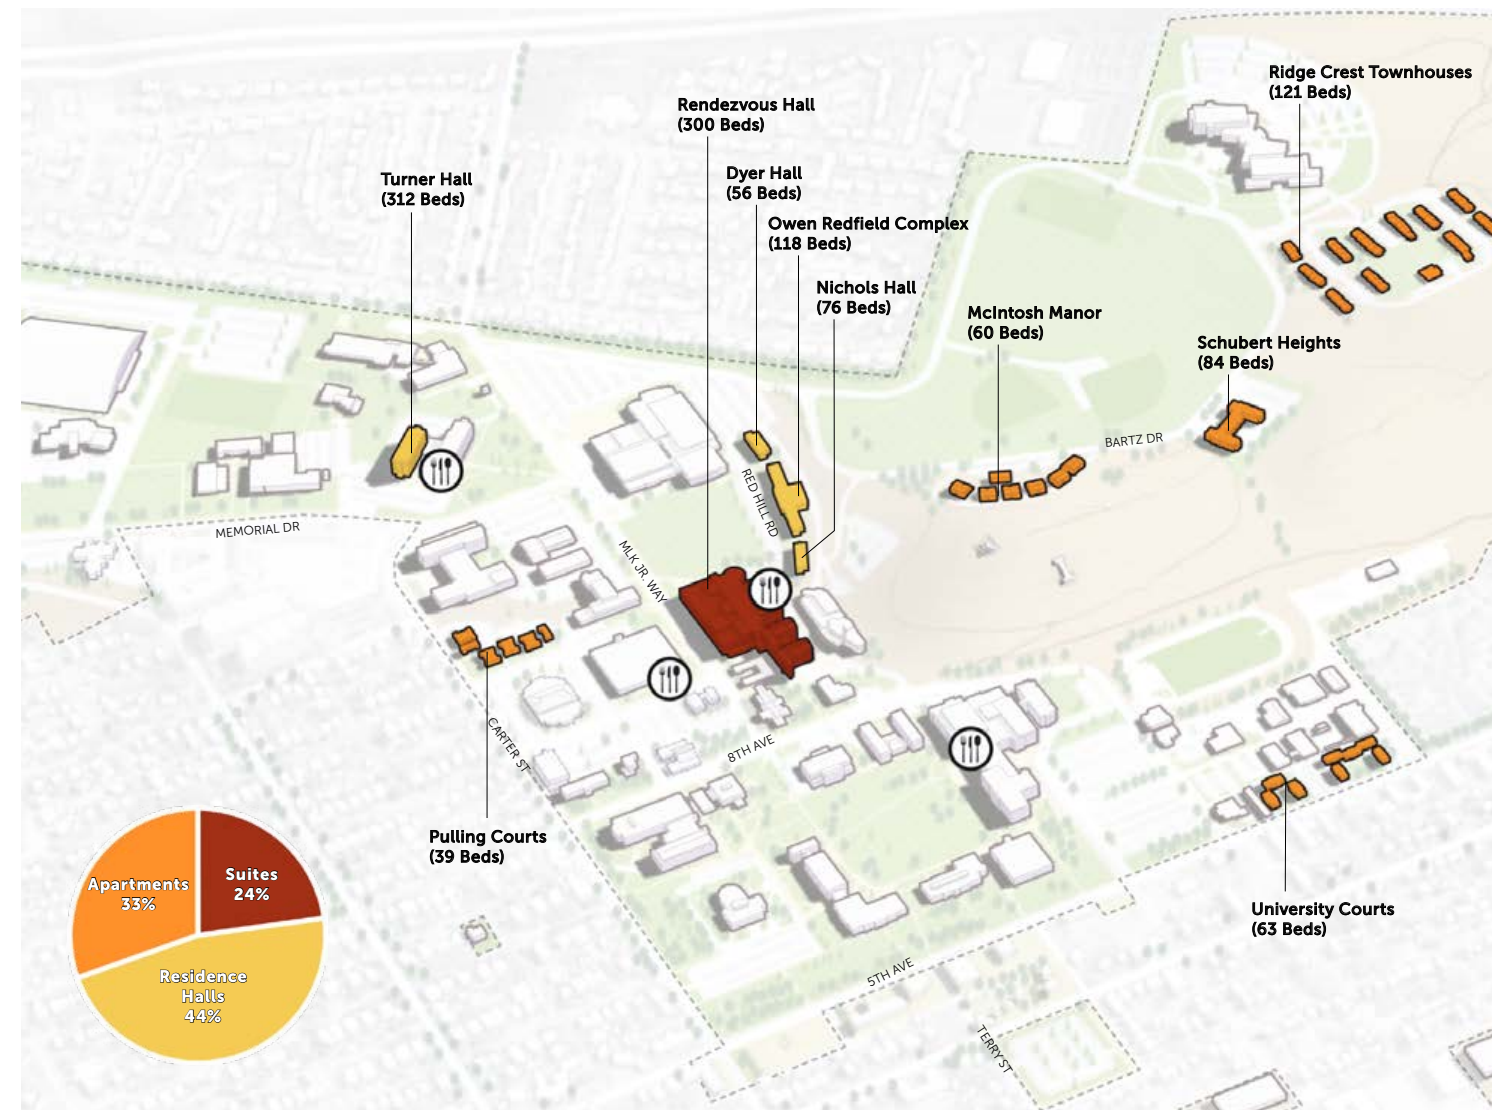 Ridge Crest Townhouses
(121 Beds)
Rendezvous Hall
(300 Beds)
Dyer Hall
(56 Beds)
Turner Hall
(312 Beds)
Owen Redfield Complex
(118 Beds)
Nichols Hall
(76 Beds)
McIntosh Manor
(60 Beds)
Schubert Heights
(84 Beds)
BARTZ DR
RED HILL RD
MEMORIAL DR
MLK JR. WAY
CARTER ST
8TH AVE
Pulling Courts
(39 Beds)
Apartments
33%
Suites
24%
Residence
Halls
44%
University Courts
(63 Beds)
5TH AVE
TERRY ST